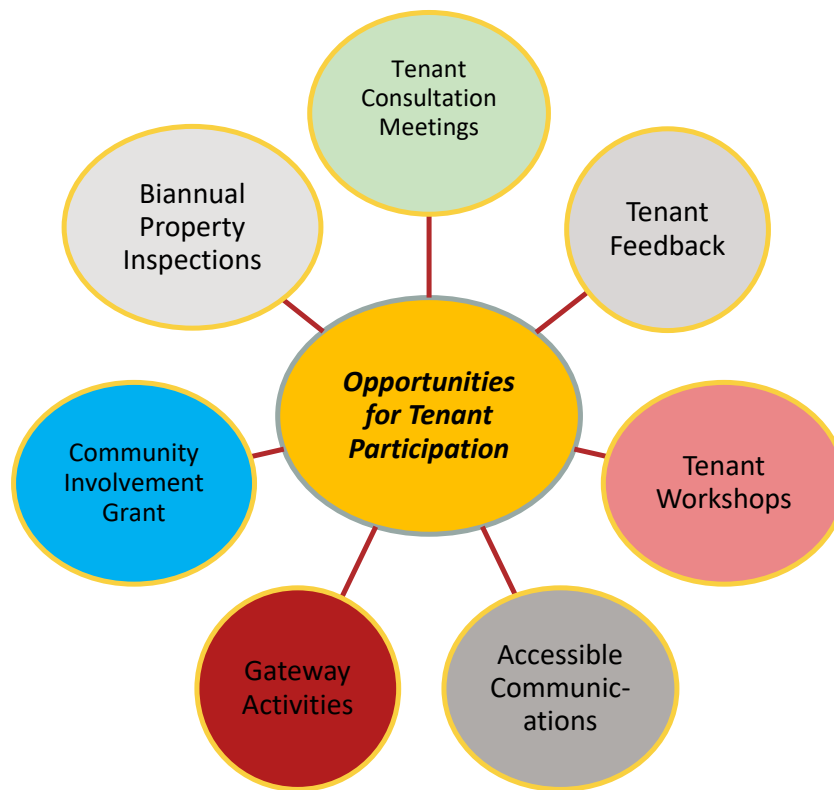 Tenant
Consultation
Meetings
Tenant
Feedback
Tenant
Workshops
Accessible
Communic-
ations
Gateway
Activities
Community
Involvement
Grant
Biannual
Property
Inspections
Opportunities
for Tenant
Participation